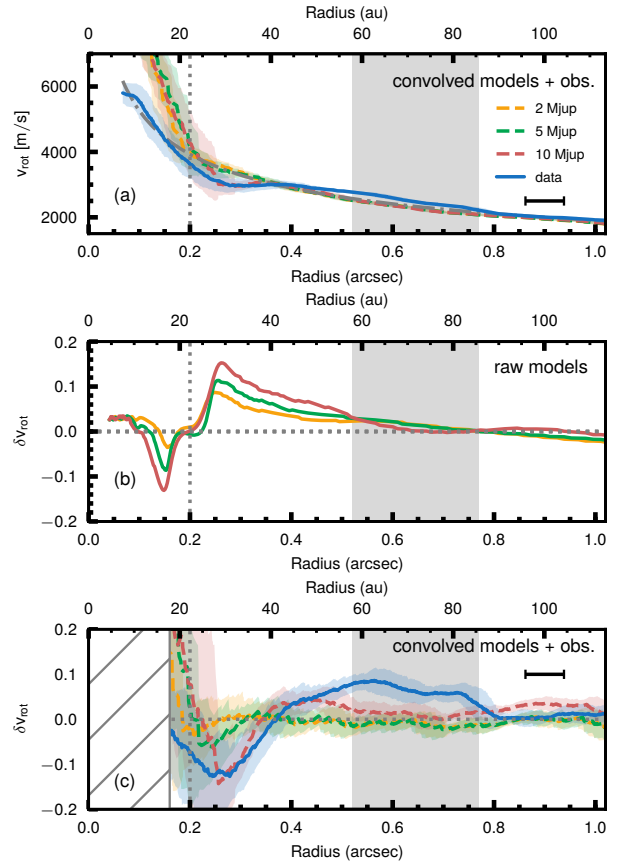 Radius (au)
0 20 40 60 80 100
6000
4000
2000
v_rot [m/s]
convolved models + obs.
2 Mjup
5 Mjup
10 Mjup
data
(a)
0.0 0.2 0.4 0.6 0.8 1.0
Radius (arcsec)
Radius (au)
0 20 40 60 80 100
0.2
0.1
0.0
−0.1
−0.2
δv_rot
raw models
(b)
0.0 0.2 0.4 0.6 0.8 1.0
Radius (arcsec)
Radius (au)
0 20 40 60 80 100
0.2
0.1
0.0
−0.1
−0.2
δv_rot
convolved models + obs.
(c)
0.0 0.2 0.4 0.6 0.8 1.0
Radius (arcsec)